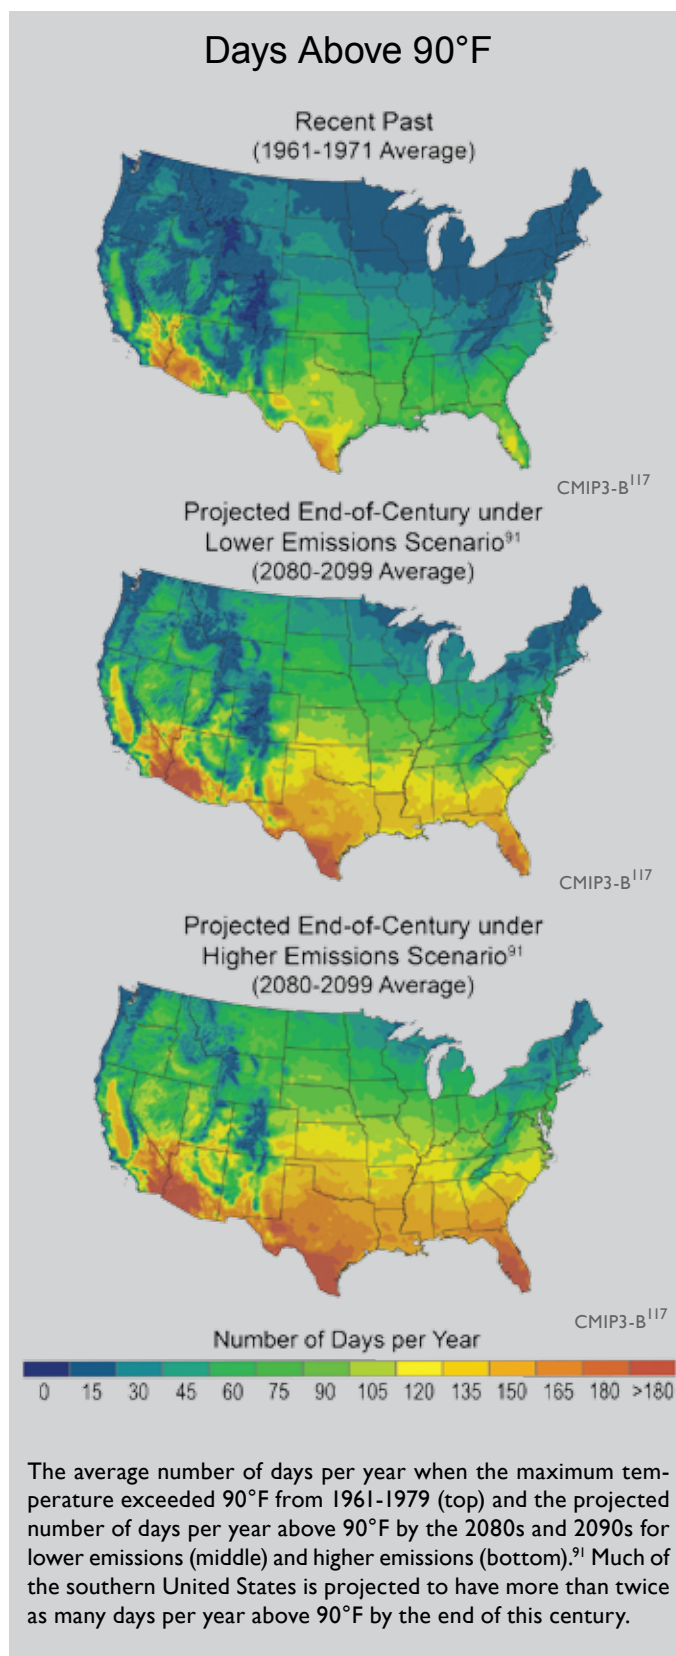 Days Above 90°F
Recent Past
(1961-1971 Average)
CMIP3-B117
Projected End-of-Century under
Lower Emissions Scenario91
(2080-2099 Average)
CMIP3-B117
Projected End-of-Century under
Higher Emissions Scenario91
(2080-2099 Average)
CMIP3-B117
Number of Days per Year
0 15 30 45 60 75 90 105 120 135 150 165 180 >180
The average number of days per year when the maximum tem-
perature exceeded 90°F from 1961-1979 (top) and the projected
number of days per year above 90°F by the 2080s and 2090s for
lower emissions (middle) and higher emissions (bottom).91 Much of
the southern United States is projected to have more than twice
as many days per year above 90°F by the end of this century.